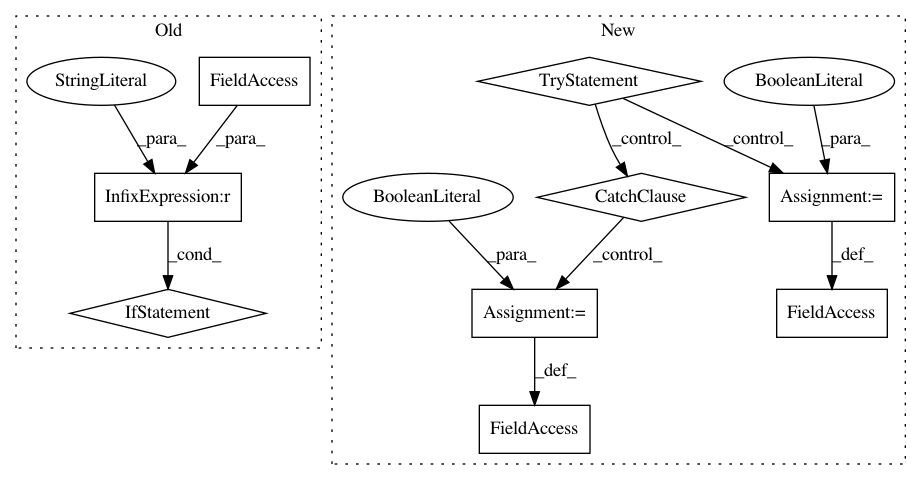 Old
New
StringLiteral
FieldAccess
TryStatement
BooleanLiteral
_para_
_para_
_control_
_control_
_para_
InfixExpression:r
BooleanLiteral
CatchClause
Assignment:=
_cond_
_para_
_control_
_def_
IfStatement
Assignment:=
FieldAccess
_def_
FieldAccess